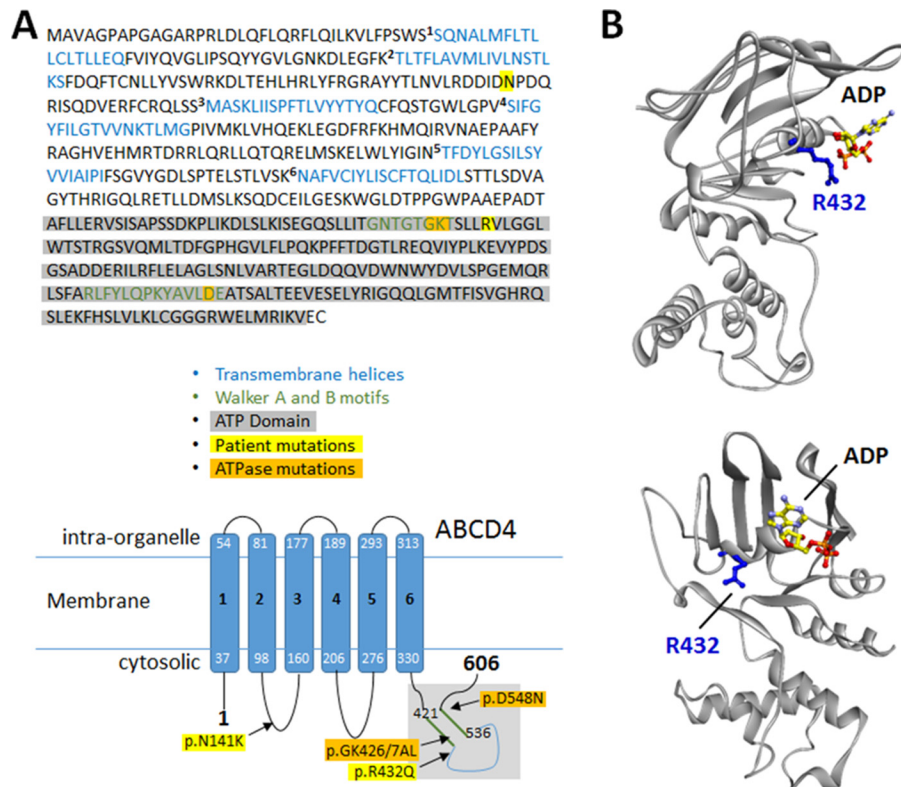 A
MAVAGPAPGAGARPRLDLQFLQRFLQILKVLFPSWS1SQNALMFLTL
LCLTLLEQFVIYQVGLIPSQYYGVLGNKDLEGFK2TLTFLAVMLIVLNSTL
KSFDQFTCNLLYVSWRKDLTEHLHRLYFRGRAYYTLNVLRDDIDNPDQ
RISQDVERFCRQLSS3MASKLIISPFTLVYYTYQCFQSTGWLGPV4SIFG
YFILGTVVNKTLMGPIVMKLVHQEKLEGDFRFKHMQIRVNAEPAAFY
RAGHVEHMRTDRRLQRLLQTQRELMSKELWLYIGIN5TFDYLGSILSY
VVIAIPIFSGVYGDLSPTELSTLVSK6NAFVCIYLISCFTQLIDLSTTLSDVA
GYTHRIGQLRETLLDMSLKSQDCEILGESKWGLDTPPGWPAAEPADT
AFLLERVSISAPSSDKPLIKDLSLKISEGQSLLITGNTGTGKTSLLRVLGGL
WTSTRGSVQMLTDFGPHGVLFLPQKPFFTDGTLREQVIYPLKEVYPDS
GSADDERILRFLELAGLSNLVARTEGLDQQVDWNWYDVLSPGEMQR
LSFARLFYLQPKYAVLDEATSALTEEVESELYRIGQQLGMTFISVGHRQ
SLEKFHSLVLKLCGGGRWELMRIKVEC
• Transmembrane helices
• Walker A and B motifs
• ATP Domain
• Patient mutations
• ATPase mutations
ABCD4
intra-organelle
54 81 177 189 293 313
Membrane
1 2 3 4 5 6
cytosolic
37 98 160 206 276 330
606
1
p.N141K
421
p.D548N
536
p.GK426/7AL
p.R432Q
B
ADP
R432
ADP
R432